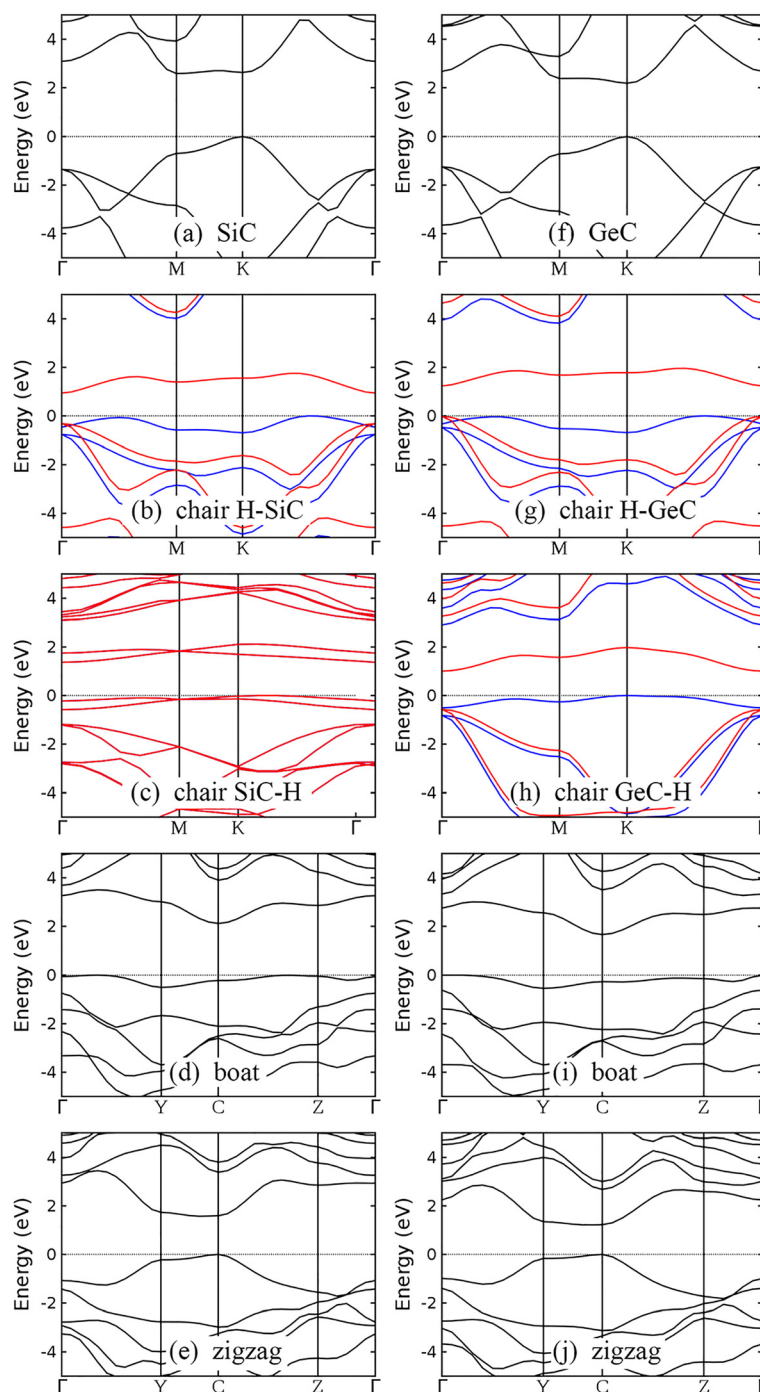 Energy (eV)
4
2
0
-2
-4
(a) SiC
Γ M K Γ
Energy (eV)
4
2
0
-2
-4
(f) GeC
Γ M K Γ
Energy (eV)
4
2
0
-2
-4
(b) chair H-SiC
Γ M K Γ
Energy (eV)
4
2
0
-2
-4
(g) chair H-GeC
Γ M K Γ
Energy (eV)
4
2
0
-2
-4
(c) chair SiC-H
Γ M K Γ
Energy (eV)
4
2
0
-2
-4
(h) chair GeC-H
Γ M K Γ
Energy (eV)
4
2
0
-2
-4
(d) boat
Γ Y C Z Γ
Energy (eV)
4
2
0
-2
-4
(i) boat
Γ Y C Z Γ
Energy (eV)
4
2
0
-2
-4
(e) zigzag
Γ Y C Z Γ
Energy (eV)
4
2
0
-2
-4
(j) zigzag
Γ Y C Z Γ